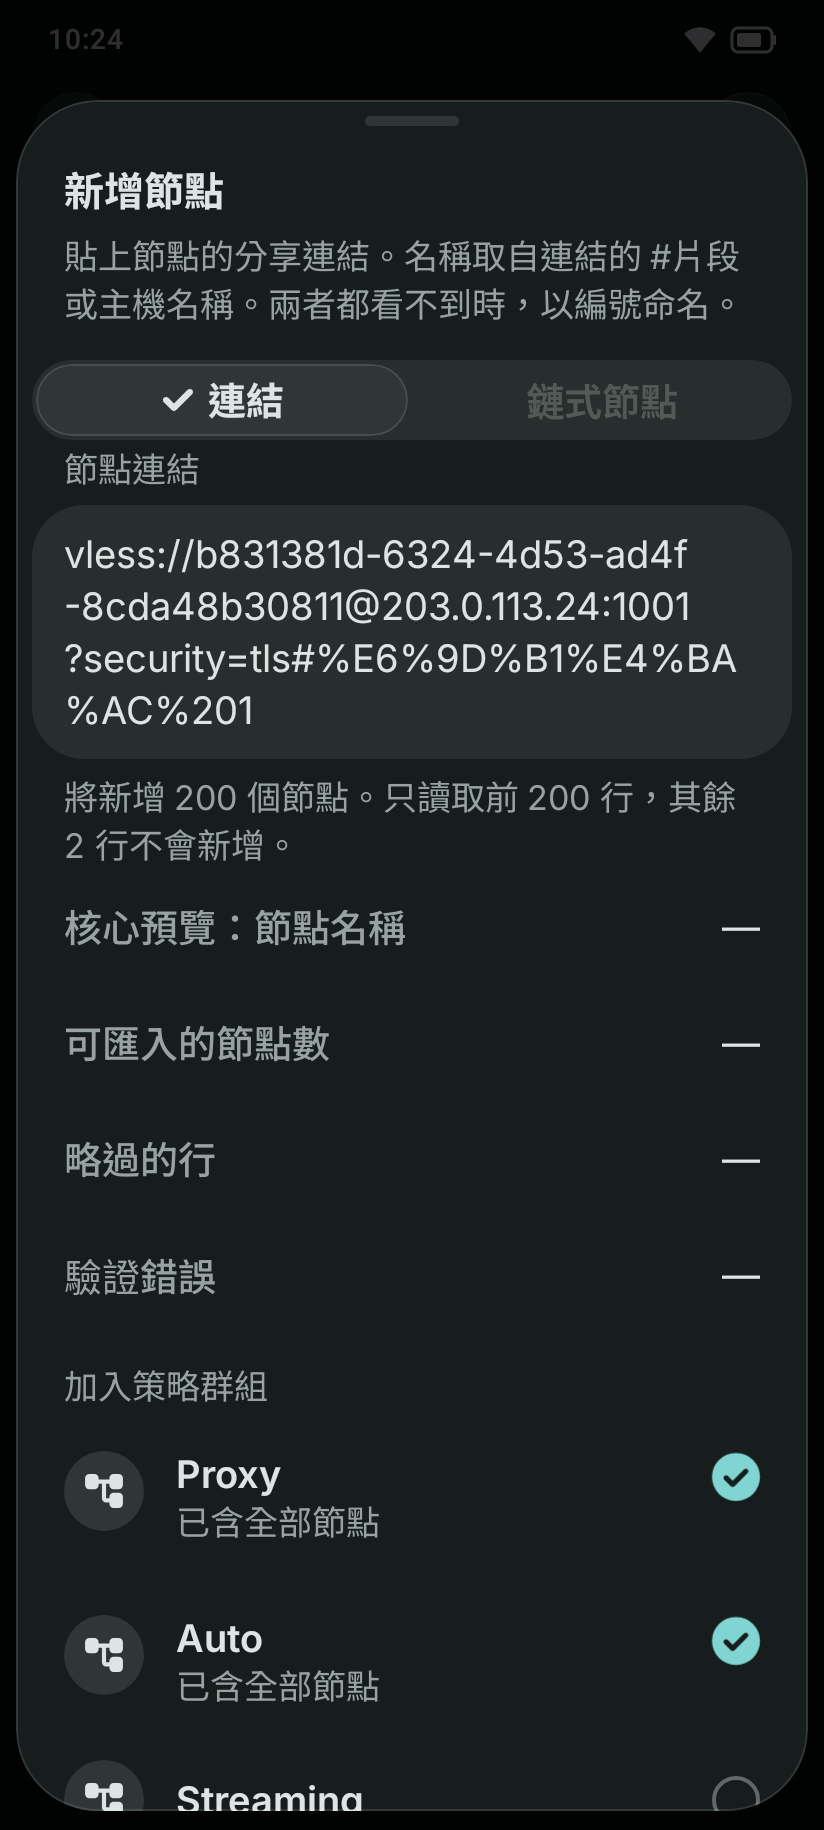 10:24
新增節點
貼上節點的分享連結。名稱取自連結的 #片段
或主機名稱。兩者都看不到時，以編號命名。
連結
鏈式節點
節點連結
vless://b831381d-6324-4d53-ad4f
-8cda48b30811@203.0.113.24:1001
?security=tls#%E6%9D%B1%E4%BA
%AC%201
將新增 200 個節點。只讀取前 200 行，其餘
2 行不會新增。
核心預覽：節點名稱 —
可匯入的節點數 —
略過的行 —
驗證錯誤 —
加入策略群組
Proxy
已含全部節點
Auto
已含全部節點
Streaming